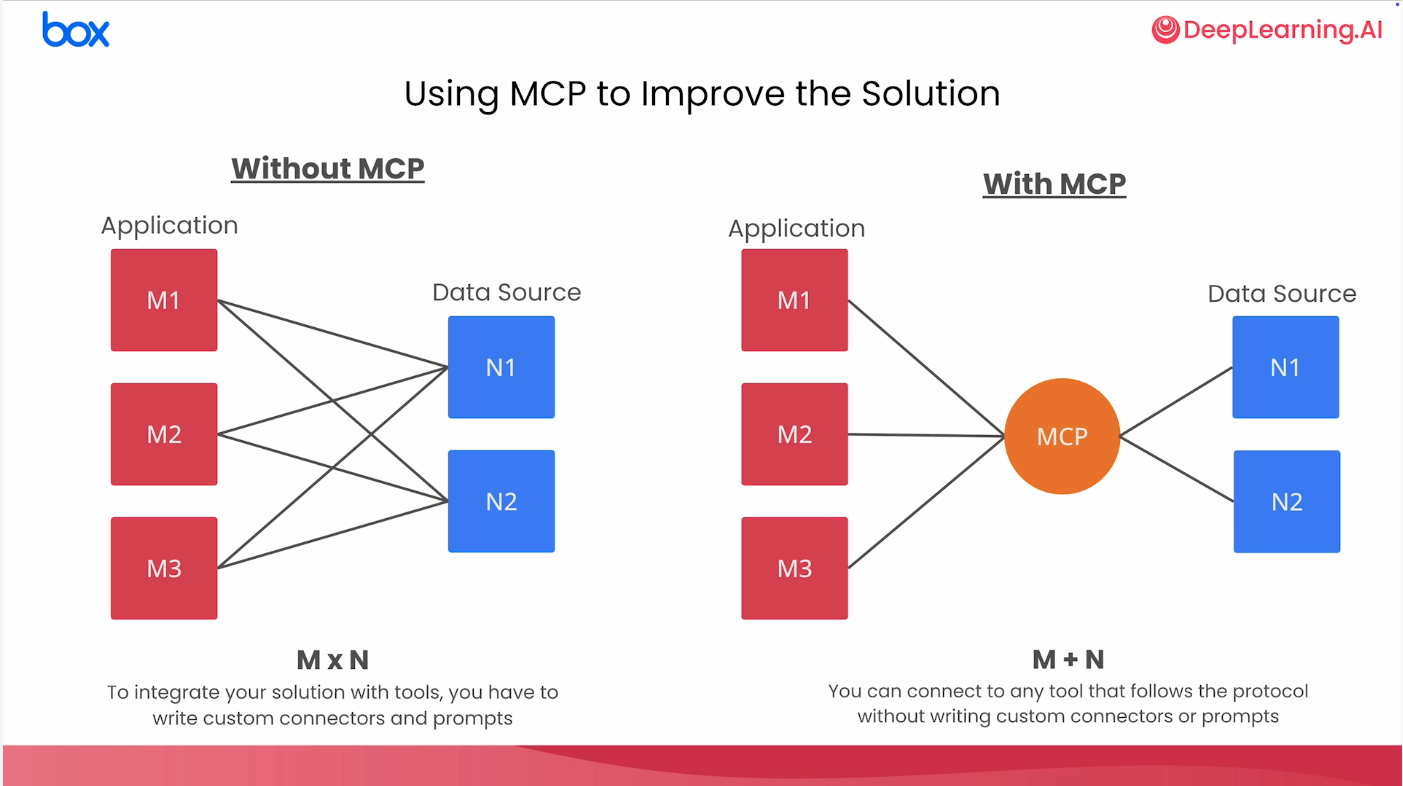 box
DeepLearning.AI
Using MCP to Improve the Solution
Without MCP
Application
M1
M2
M3
Data Source
N1
N2
M x N
To integrate your solution with tools, you have to
write custom connectors and prompts
With MCP
Application
M1
M2
M3
MCP
Data Source
N1
N2
M + N
You can connect to any tool that follows the protocol
without writing custom connectors or prompts